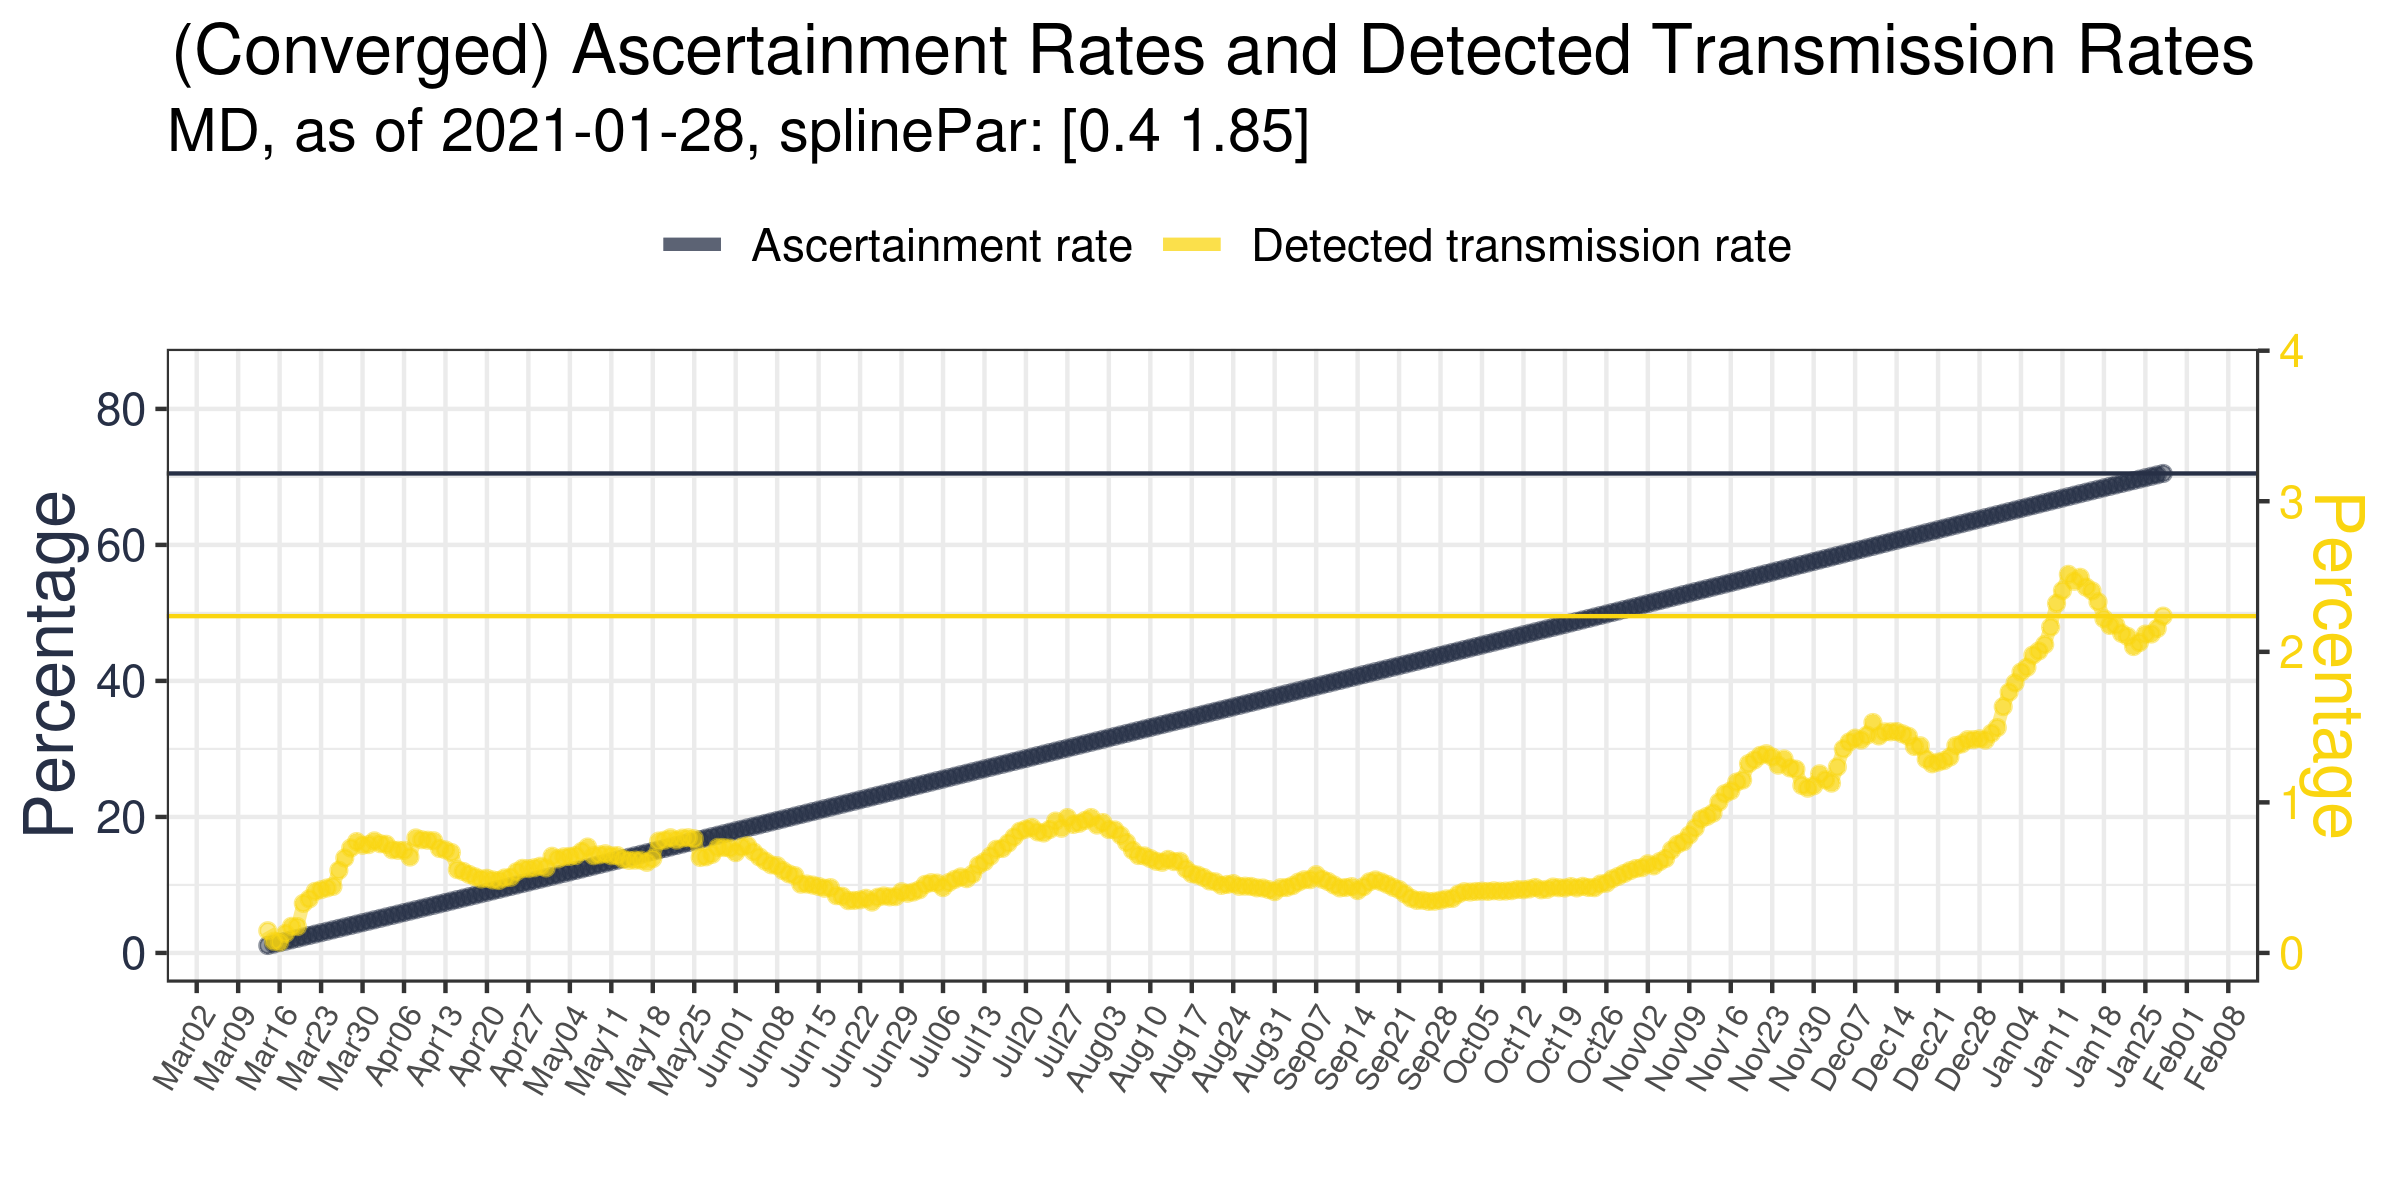 (Converged) Ascertainment Rates and Detected Transmission Rates
MD, as of 2021-01-28, splinePar: [0.4 1.85]
Ascertainment rate
Detected transmission rate
Percentage
80
60
40
20
0
4
3
2
1
0
Percentage
Mar02
Mar09
Mar16
Mar23
Mar30
Apr06
Apr13
Apr20
Apr27
May04
May11
May18
May25
Jun01
Jun08
Jun15
Jun22
Jun29
Jul06
Jul13
Jul20
Jul27
Aug03
Aug10
Aug17
Aug24
Aug31
Sep07
Sep14
Sep21
Sep28
Oct05
Oct12
Oct19
Oct26
Nov02
Nov09
Nov16
Nov23
Nov30
Dec07
Dec14
Dec21
Dec28
Jan04
Jan11
Jan18
Jan25
Feb01
Feb08